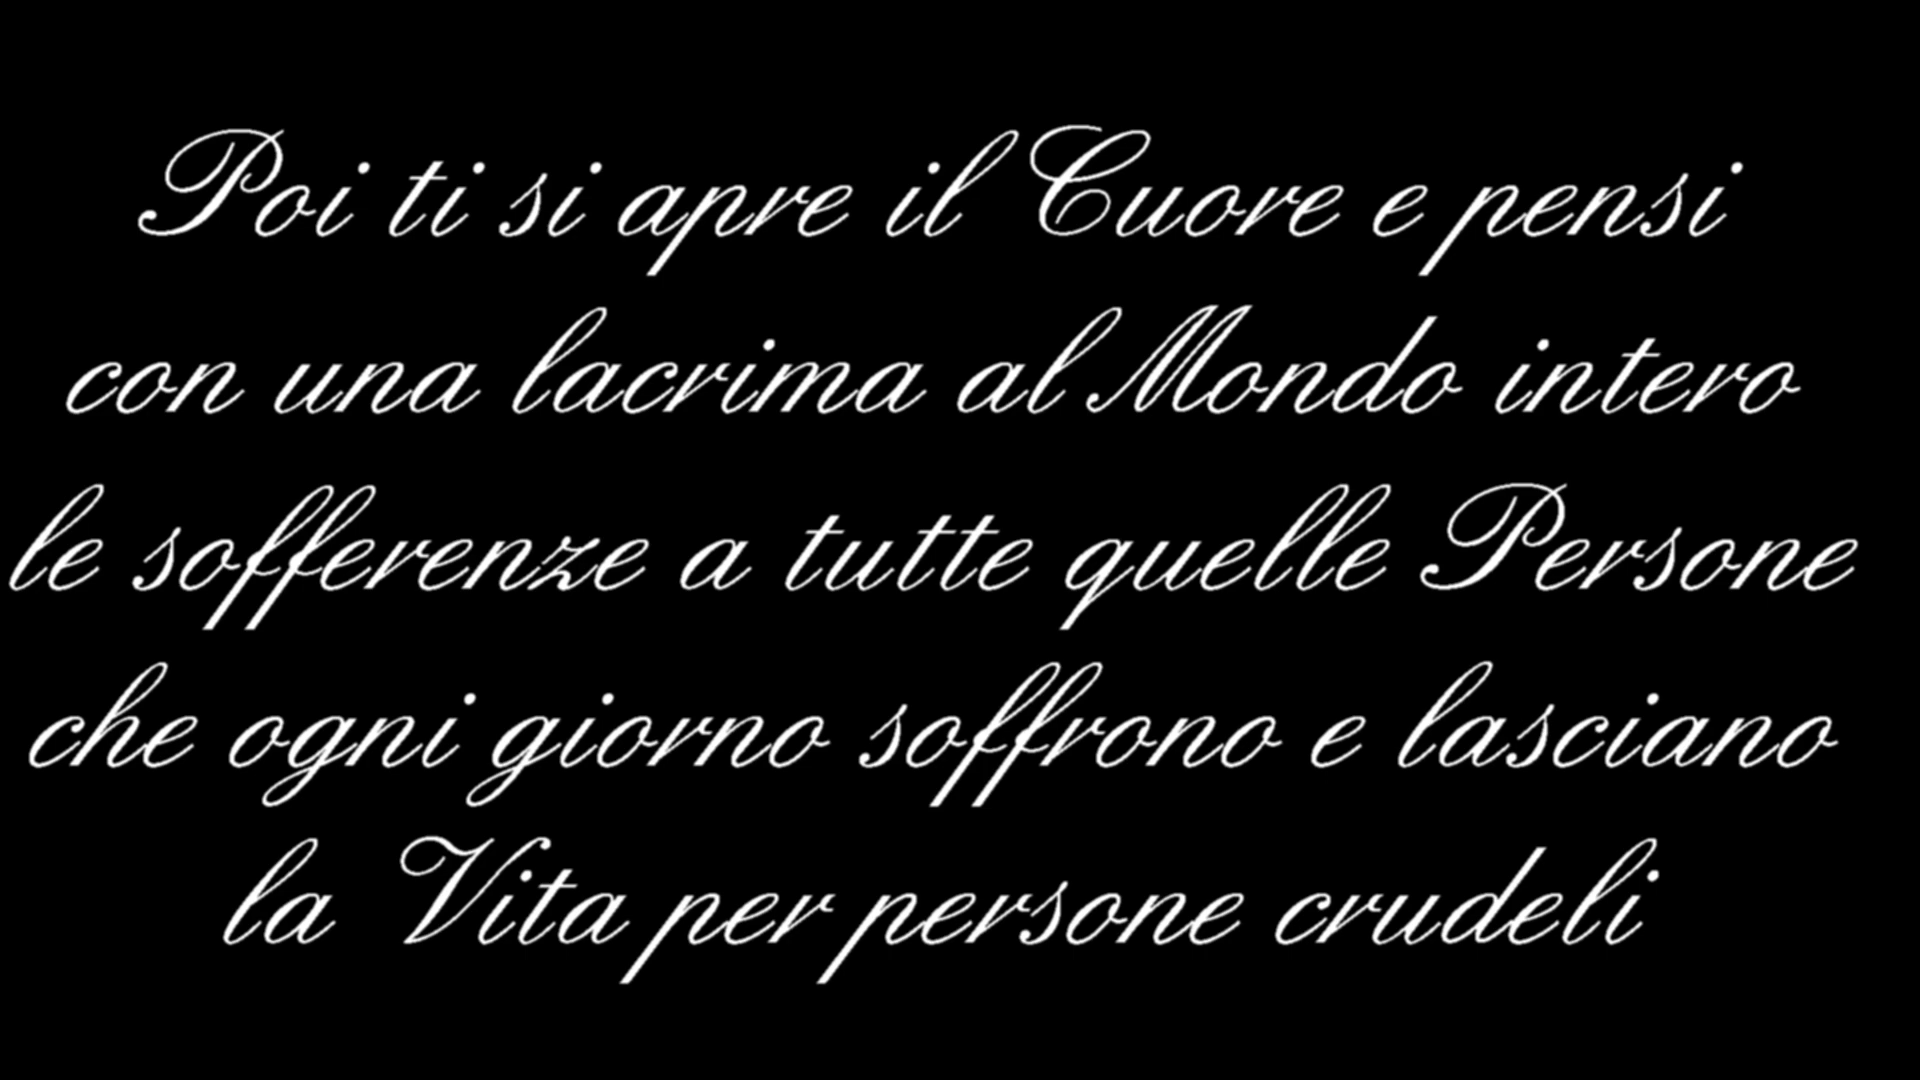 Poi ti si apre il Cuore e pensi
con una lacrima al Mondo intero
le sofferenze a tutte quelle Persone
che ogni giorno soffrono e lasciano
la Vita per persone crudeli